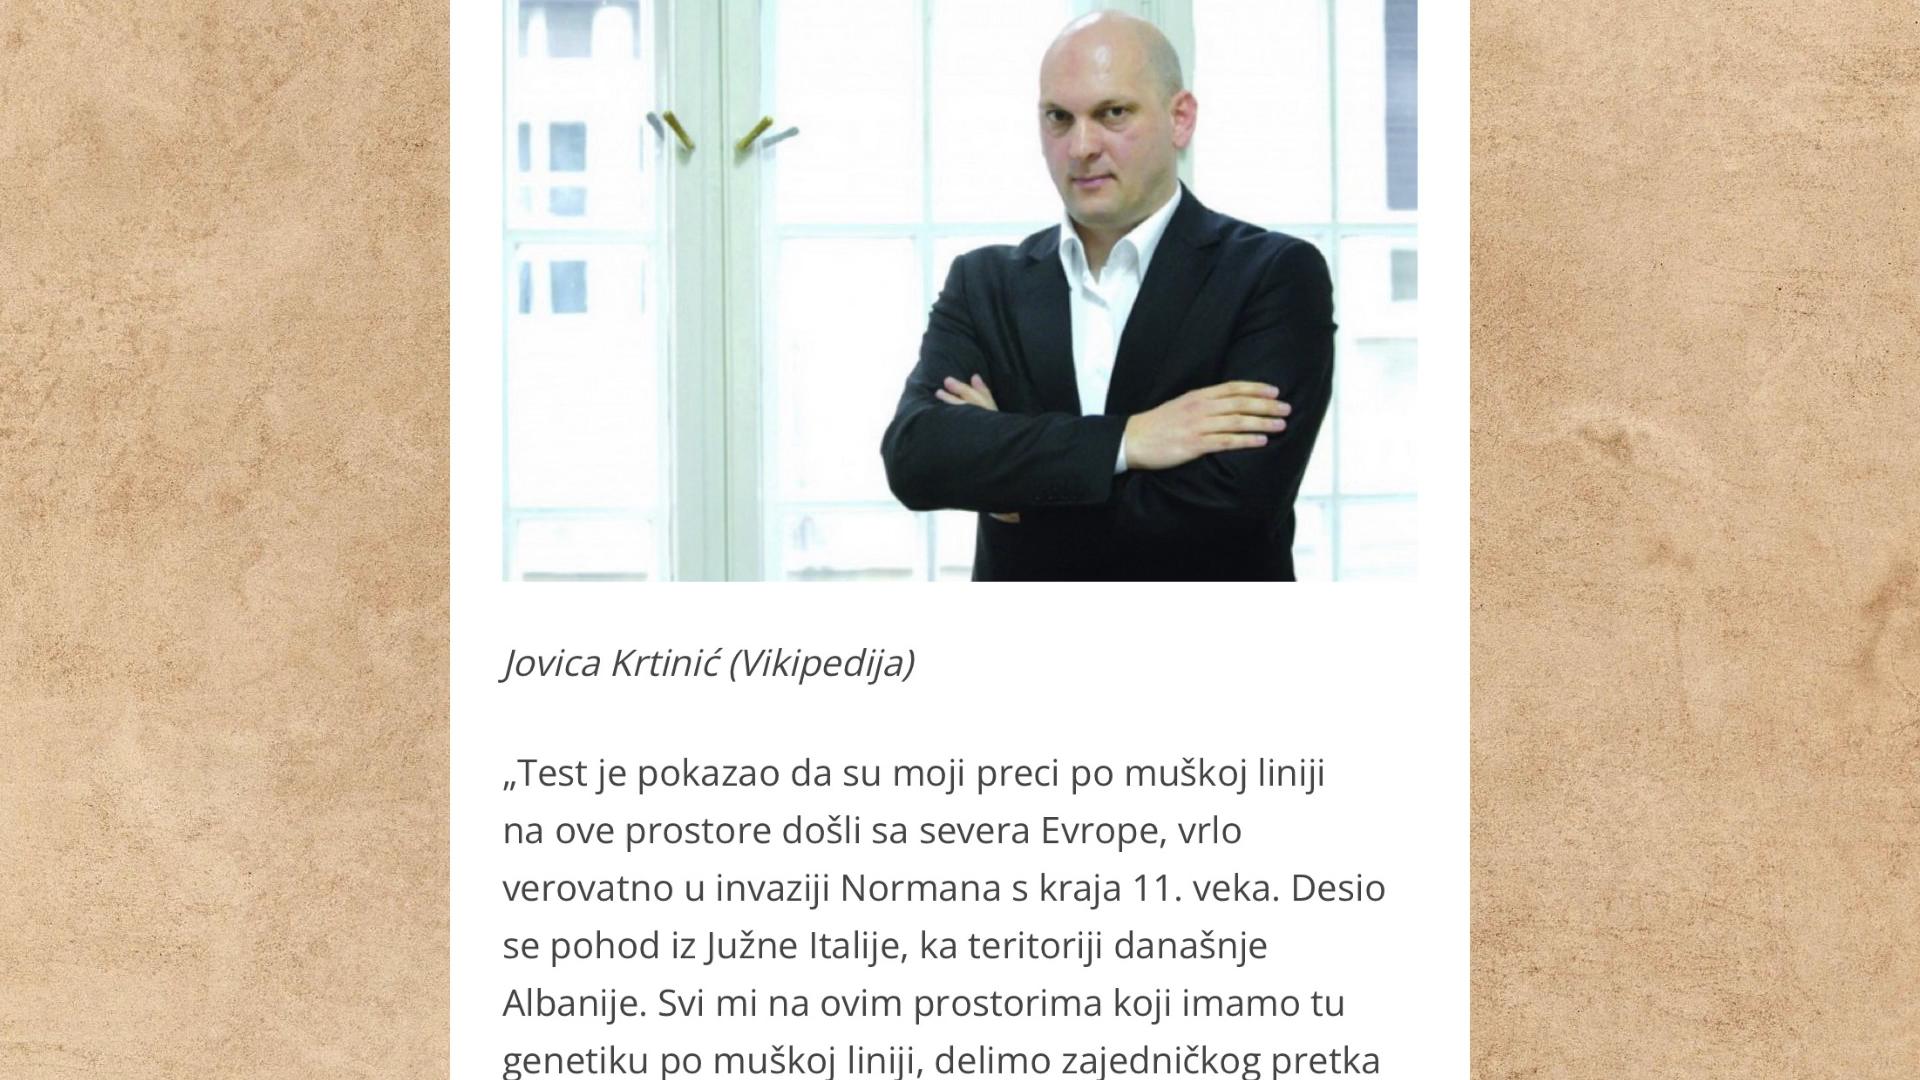 Jovica Krtinić (Vikipedija)
„Test je pokazao da su moji preci po muškoj liniji
na ove prostore došli sa severa Evrope, vrlo
verovatno u invaziji Normana s kraja 11. veka. Desio
se pohod iz Južne Italije, ka teritoriji današnje
Albanije. Svi mi na ovim prostorima koji imamo tu
genetiku po muškoj liniji, delimo zajedničkog pretka